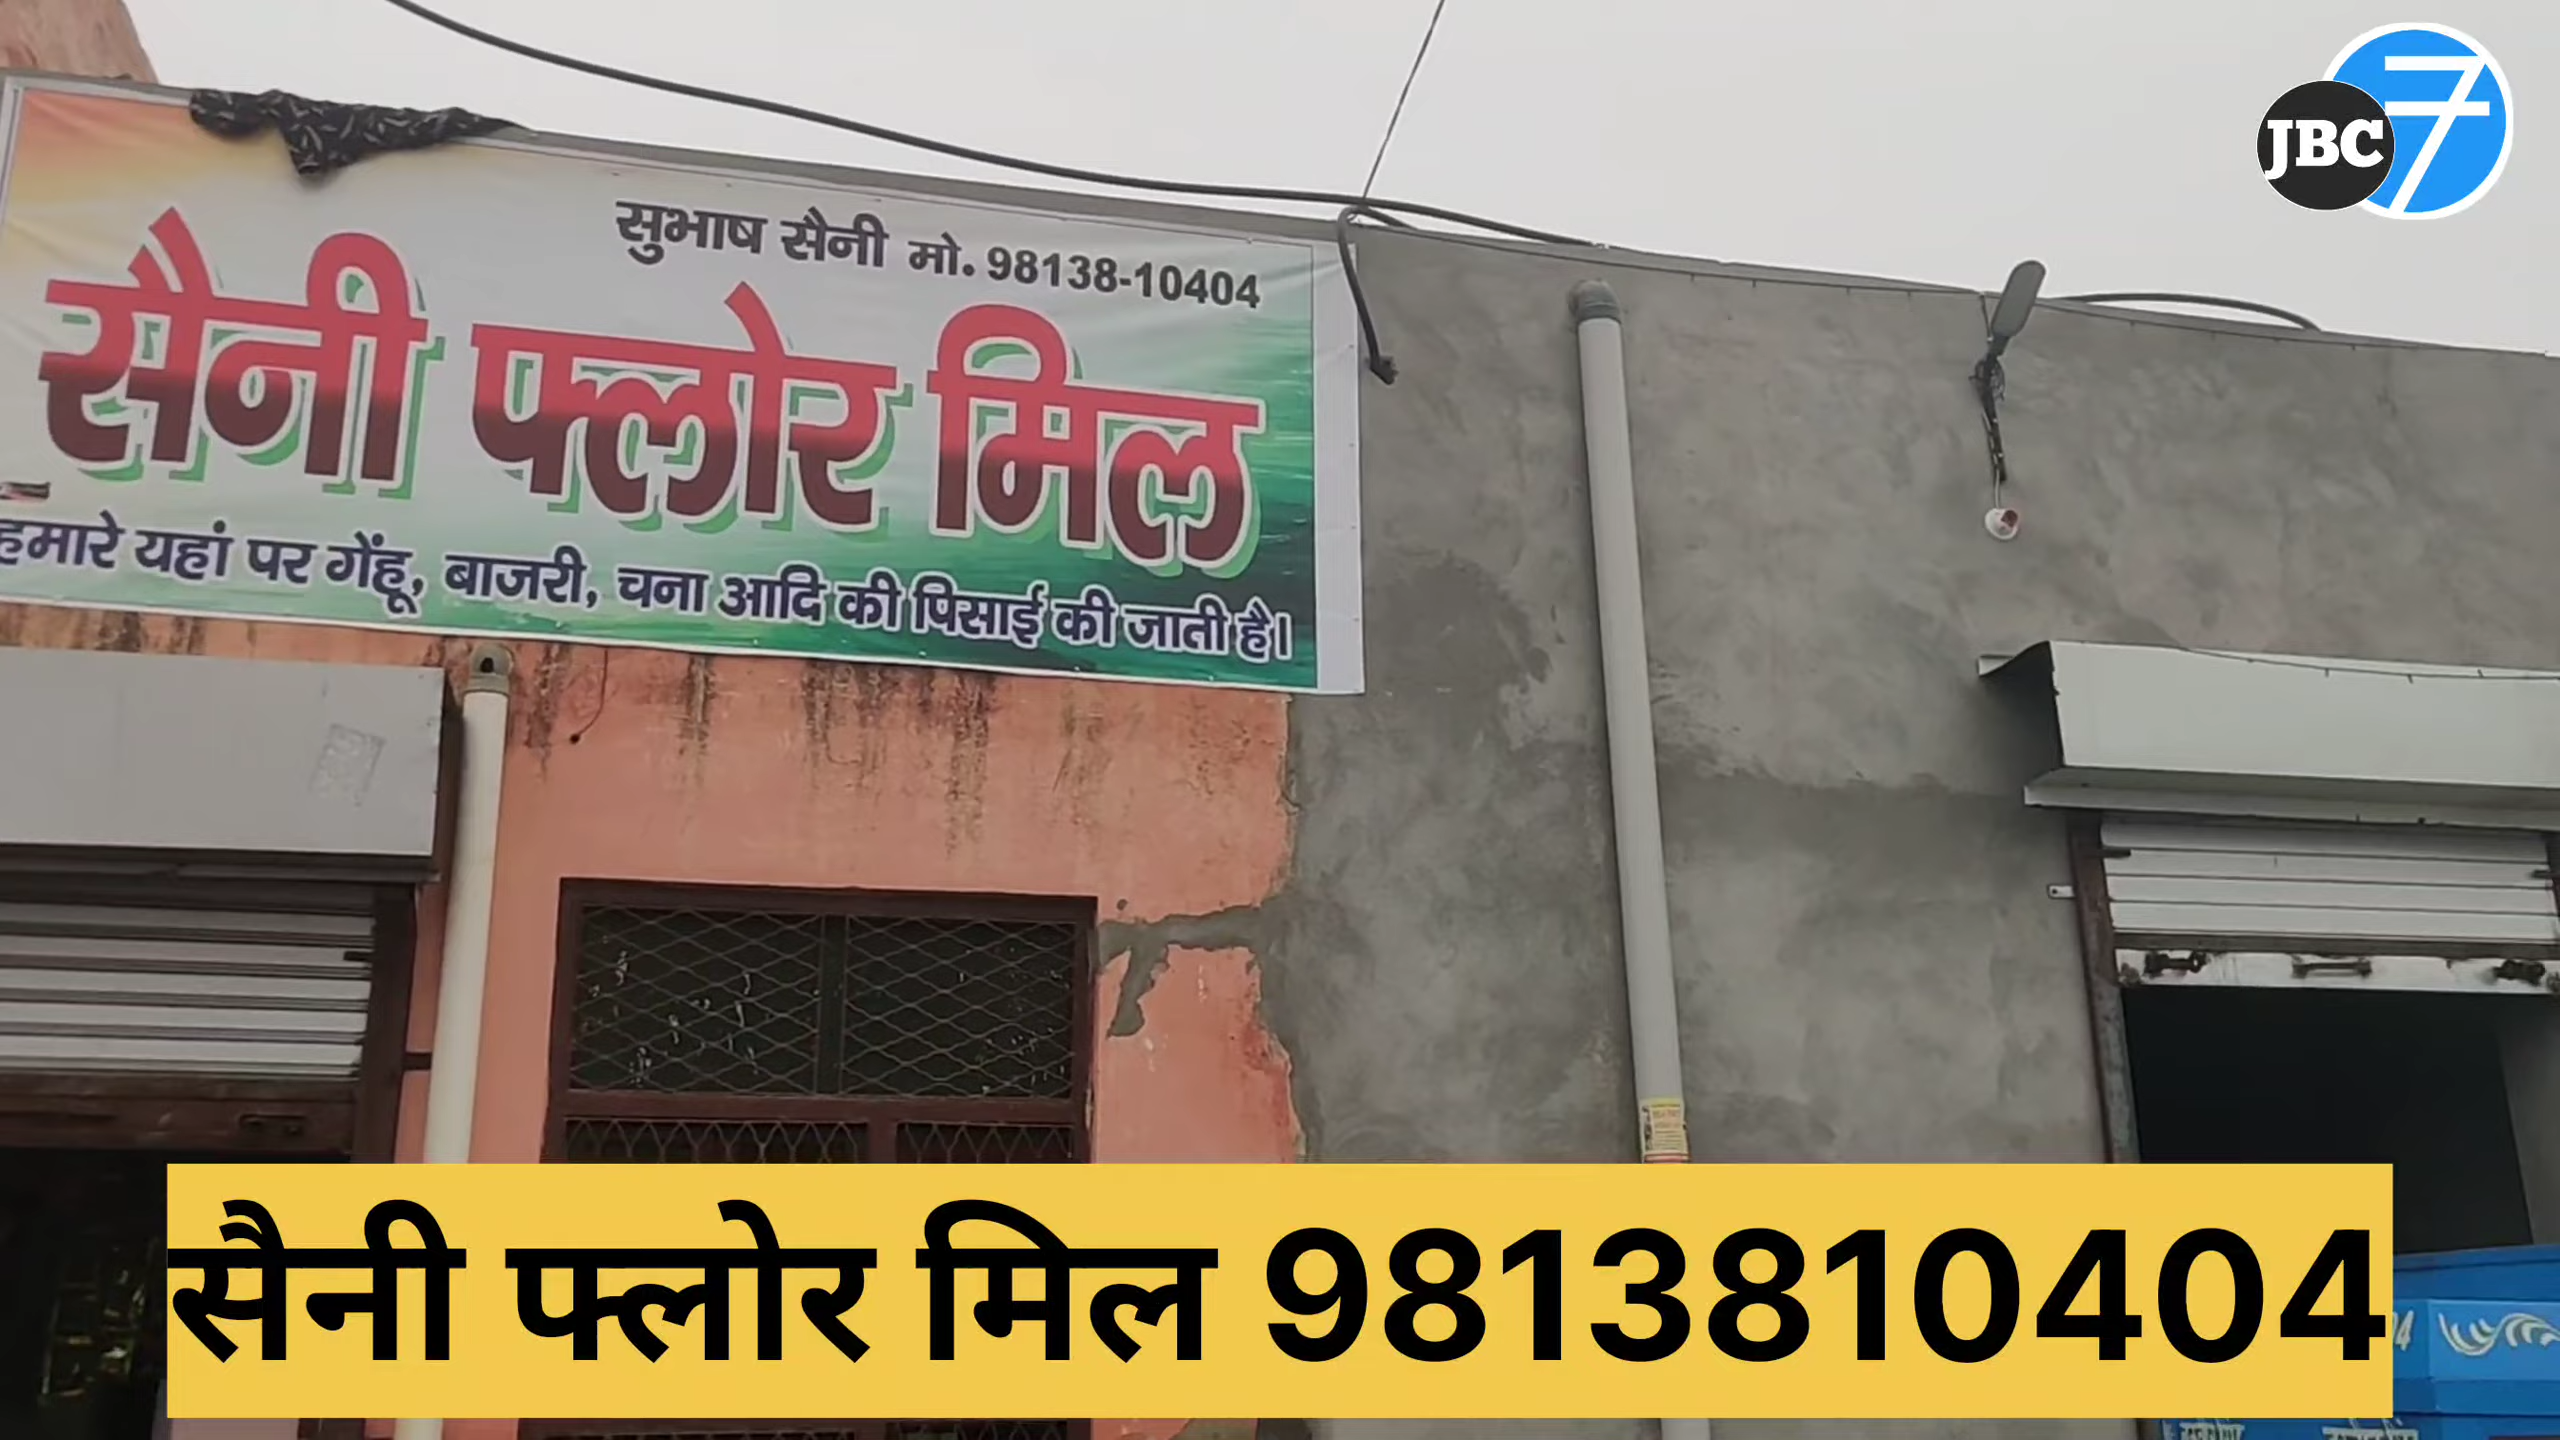 JBC 7
सुभाष सैनी मो. 98138-10404
सैनी फ्लोर मिल
हमारे यहां पर गेंहू, बाजरी, चना आदि की पिसाई की जाती है।
सैनी फ्लोर मिल 9813810404